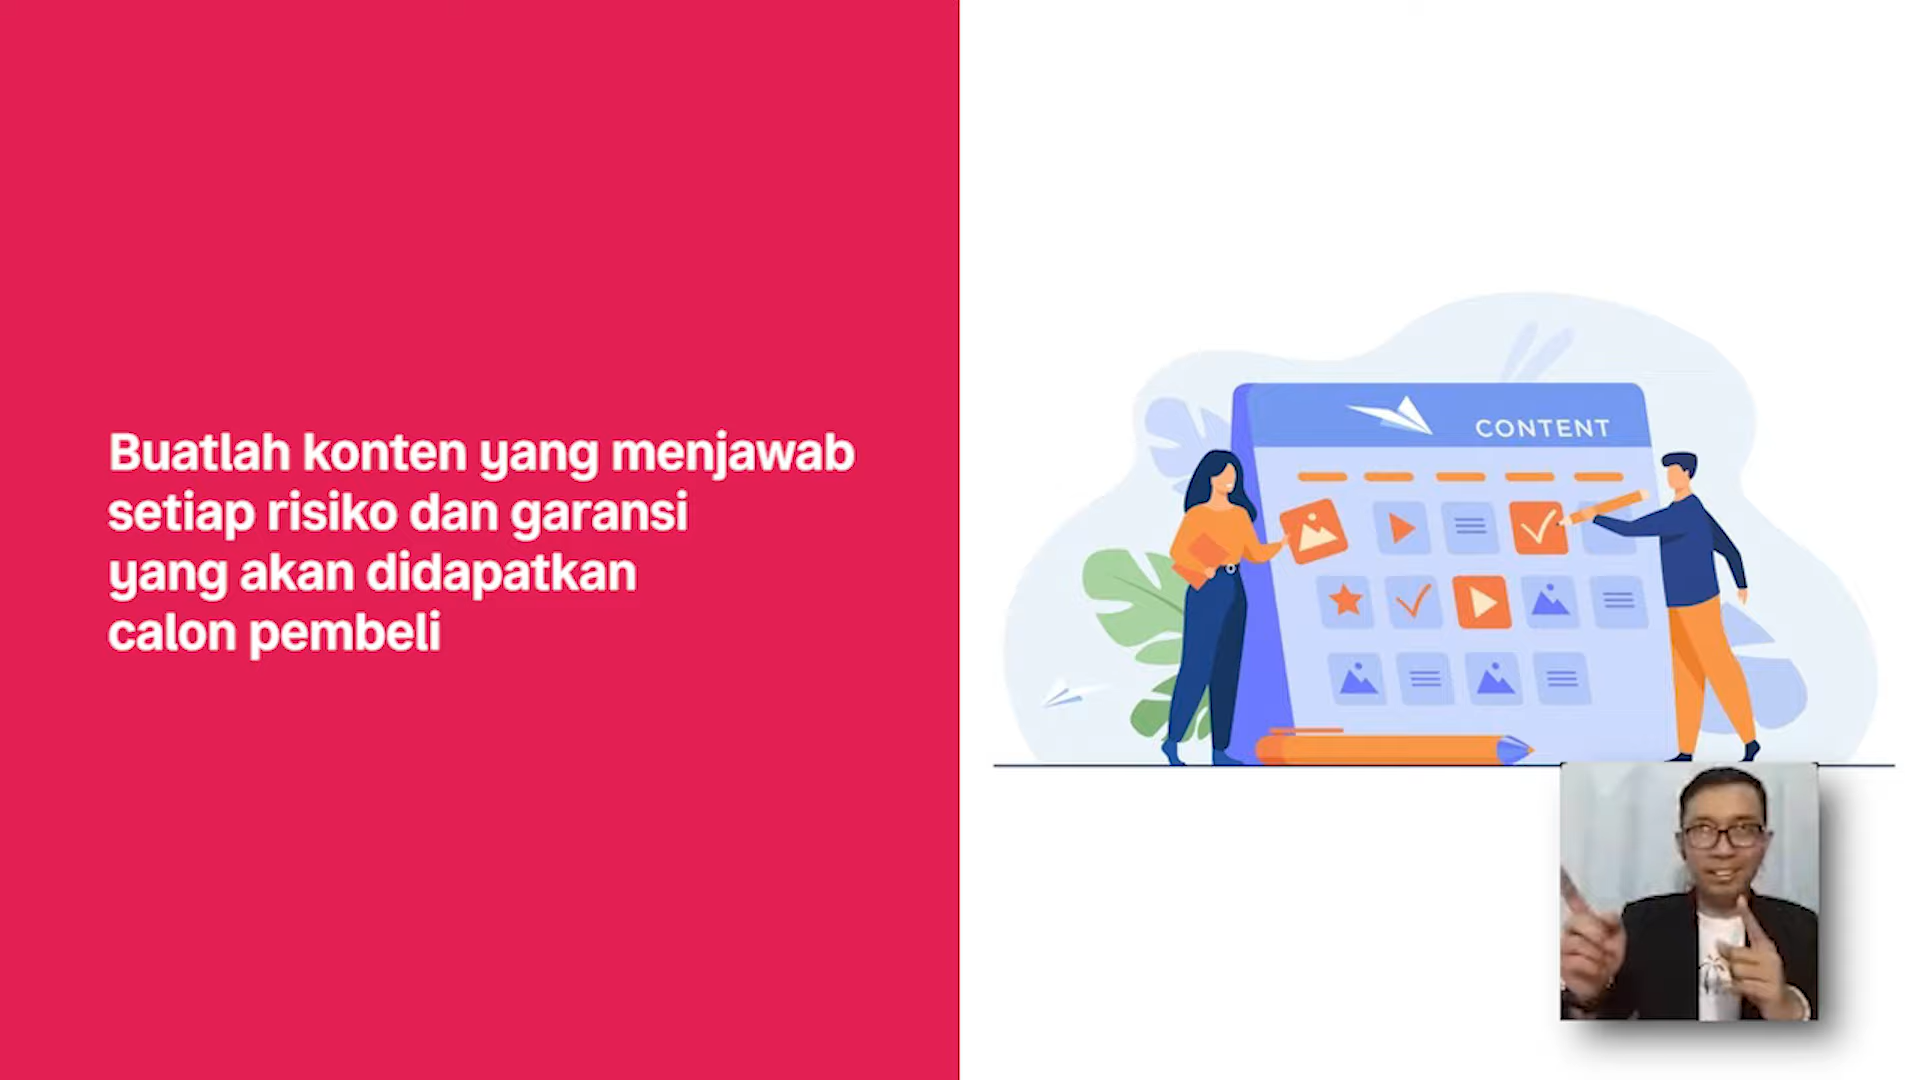 Buatlah konten yang menjawab
setiap risiko dan garansi
yang akan didapatkan
calon pembeli
CONTENT